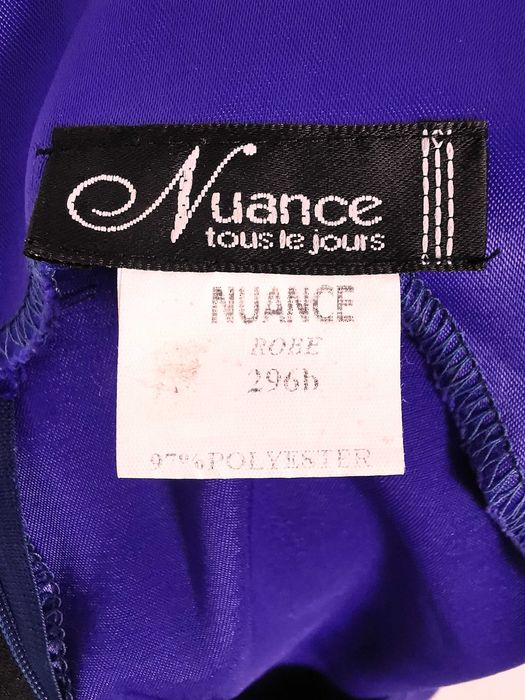 Nuance
tous le jours
NUANCE
ROBE
296b
97%POLYESTER